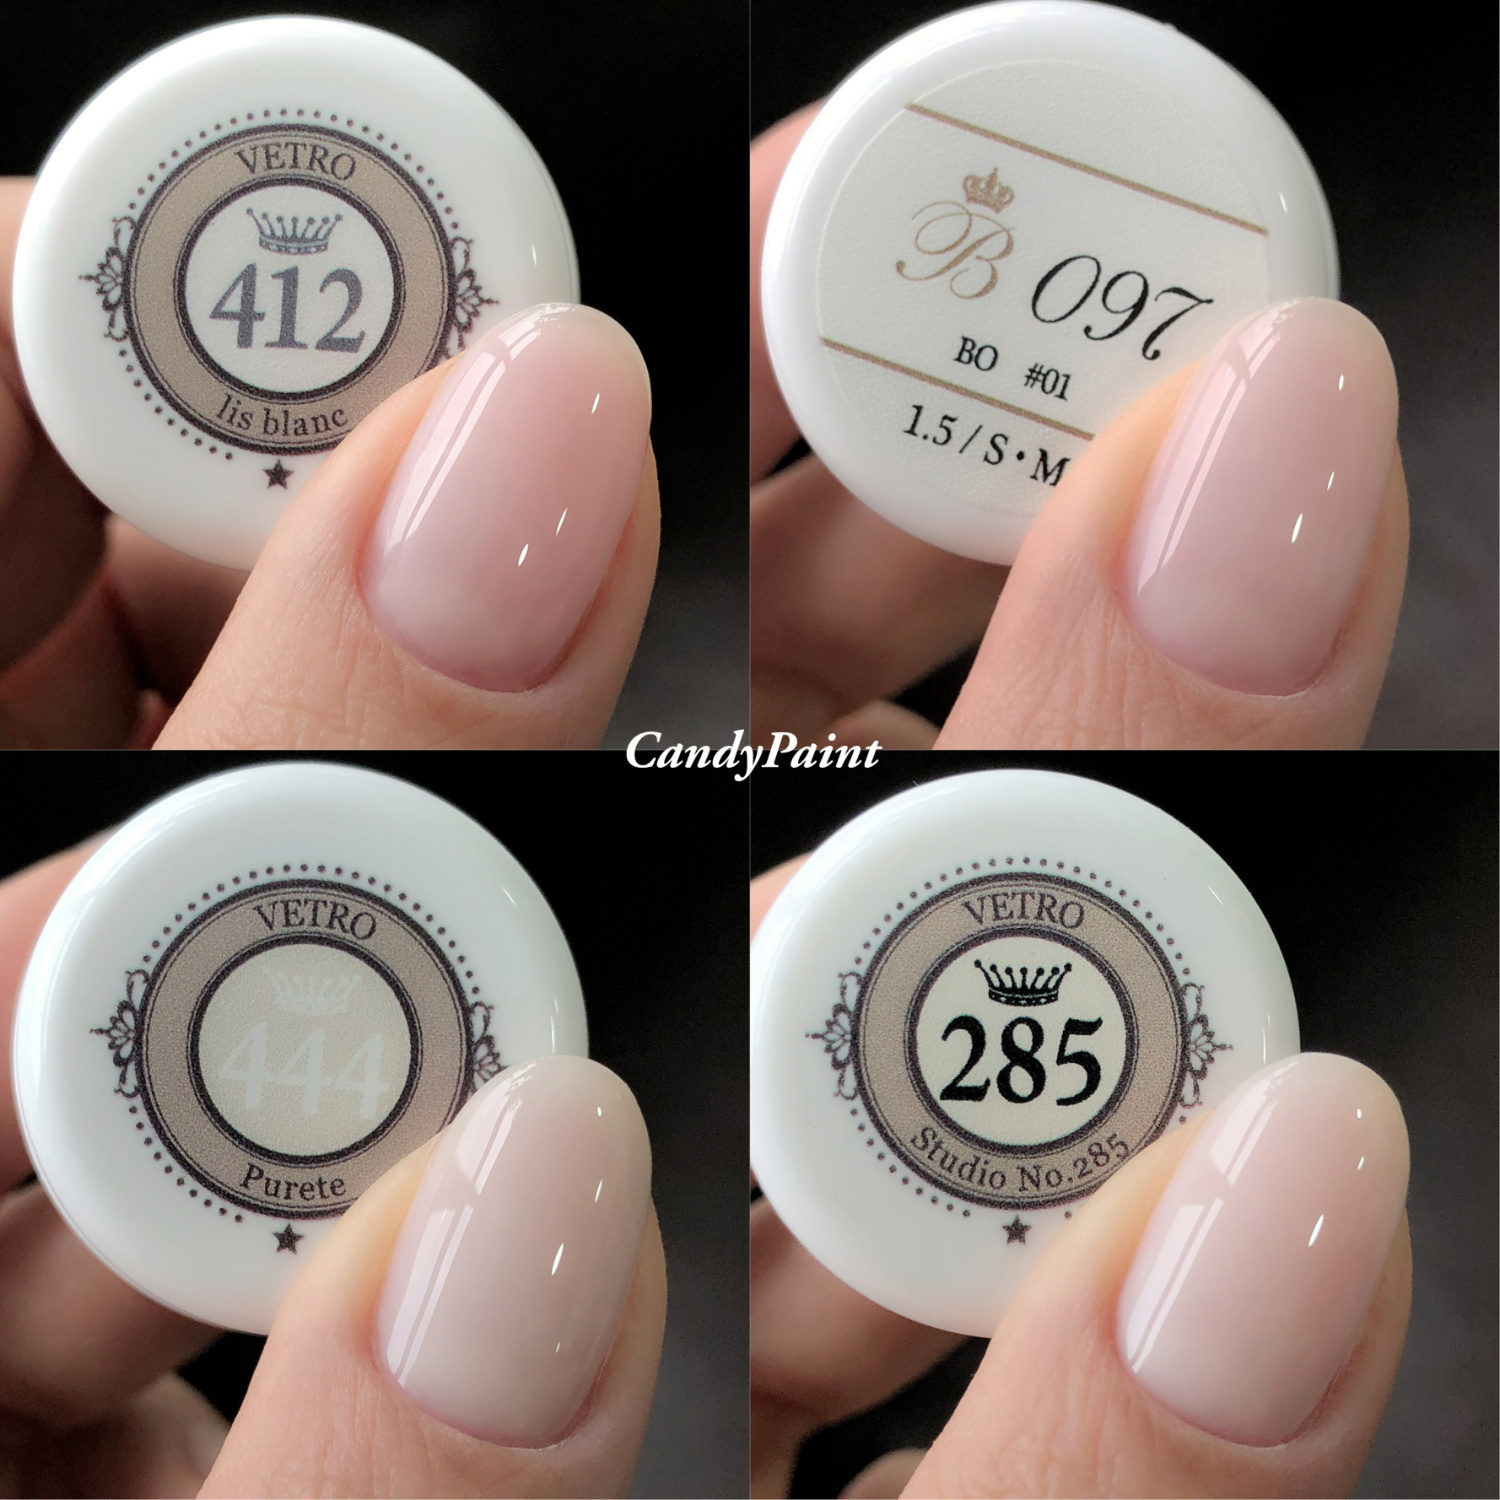 VETRO
412
lis blanc
B 097
BO #01
1.5 / S・M
CandyPaint
VETRO
444
Purete
VETRO
285
Studio No.285